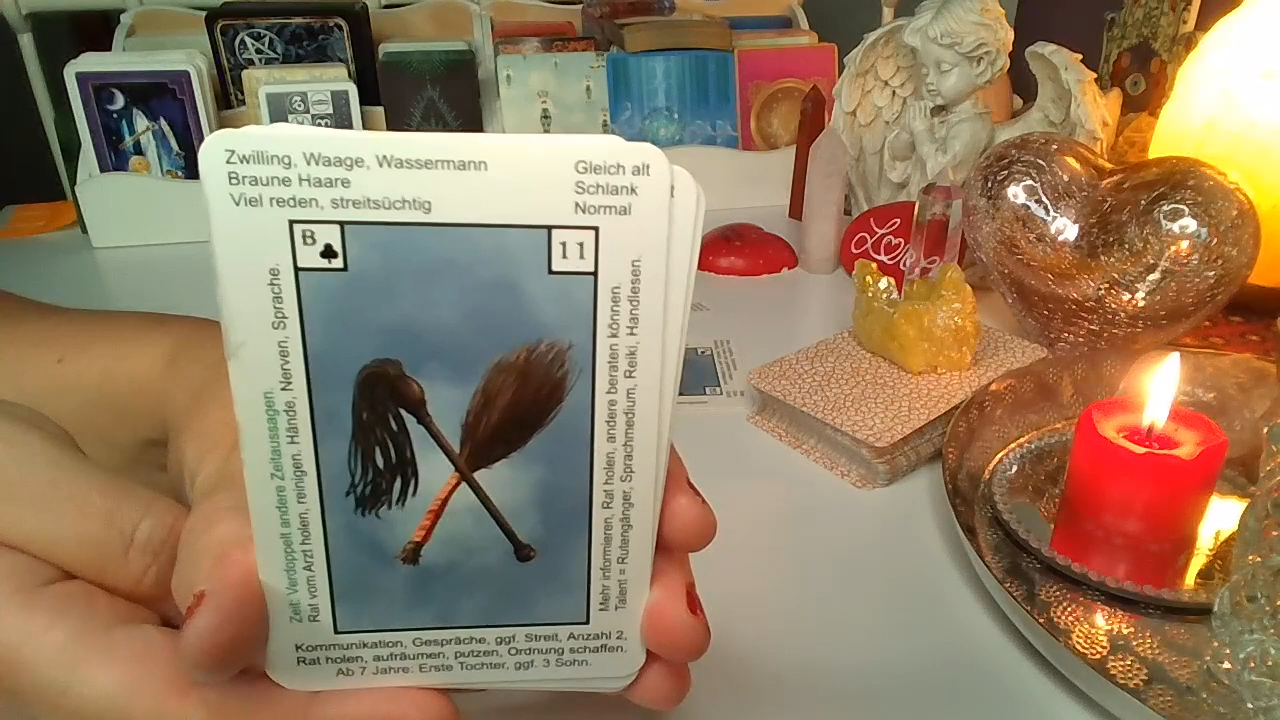 Zwilling, Waage, Wassermann
Braune Haare
Viel reden, streitsüchtig
Gleich alt
Schlank
Normal
B
11
Zeit: Verdoppelt andere Zeitaussagen.
Rat vom Arzt holen, reinigen. Hände, Nerven, Sprache.
Mehr informieren, Rat holen, andere beraten können.
Talent = Rutengänger, Sprachmedium, Reiki, Handlesen.
Kommunikation, Gespräche, ggf. Streit, Anzahl 2,
Rat holen, aufräumen, putzen, Ordnung schaffen.
Ab 7 Jahre: Erste Tochter, ggf. 3 Sohn.
Love